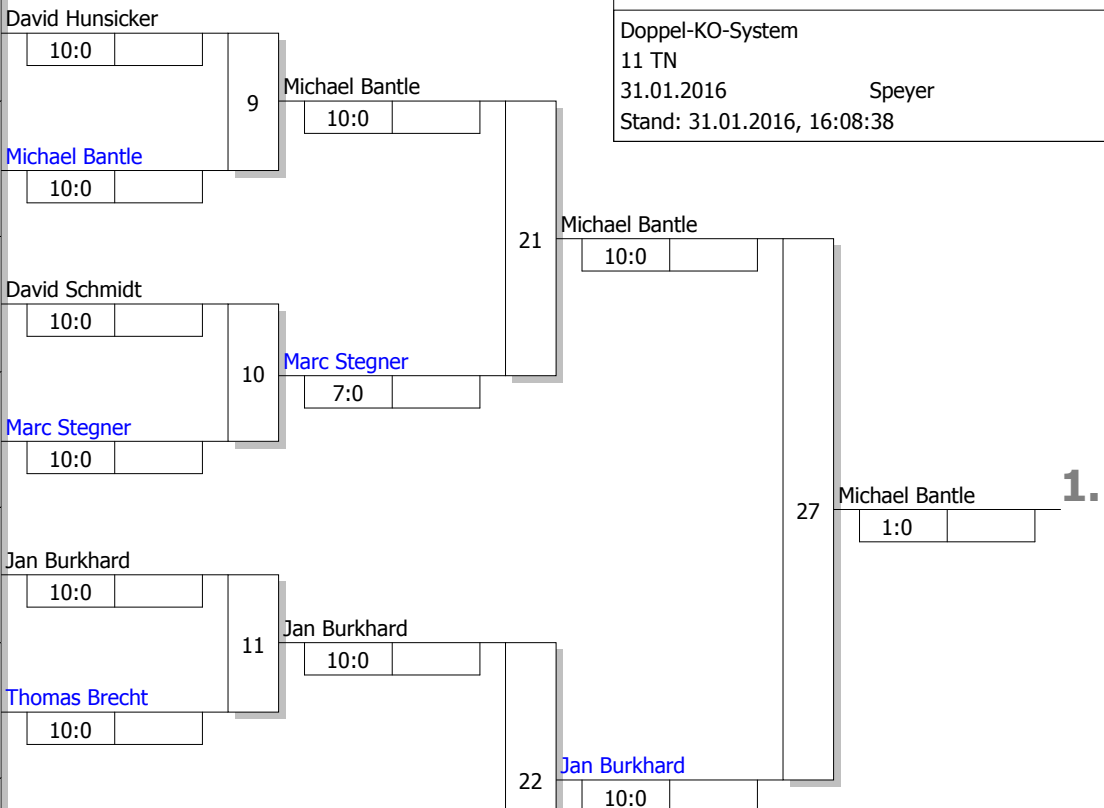 David Hunsicker
10:0
9
Michael Bantle
10:0
Michael Bantle
10:0
Doppel-KO-System
11 TN
31.01.2016 Speyer
Stand: 31.01.2016, 16:08:38
21
Michael Bantle
10:0
David Schmidt
10:0
10
Marc Stegner
7:0
Marc Stegner
10:0
27
Michael Bantle
1:0
1.
Jan Burkhard
10:0
11
Jan Burkhard
10:0
Thomas Brecht
10:0
22
Jan Burkhard
10:0